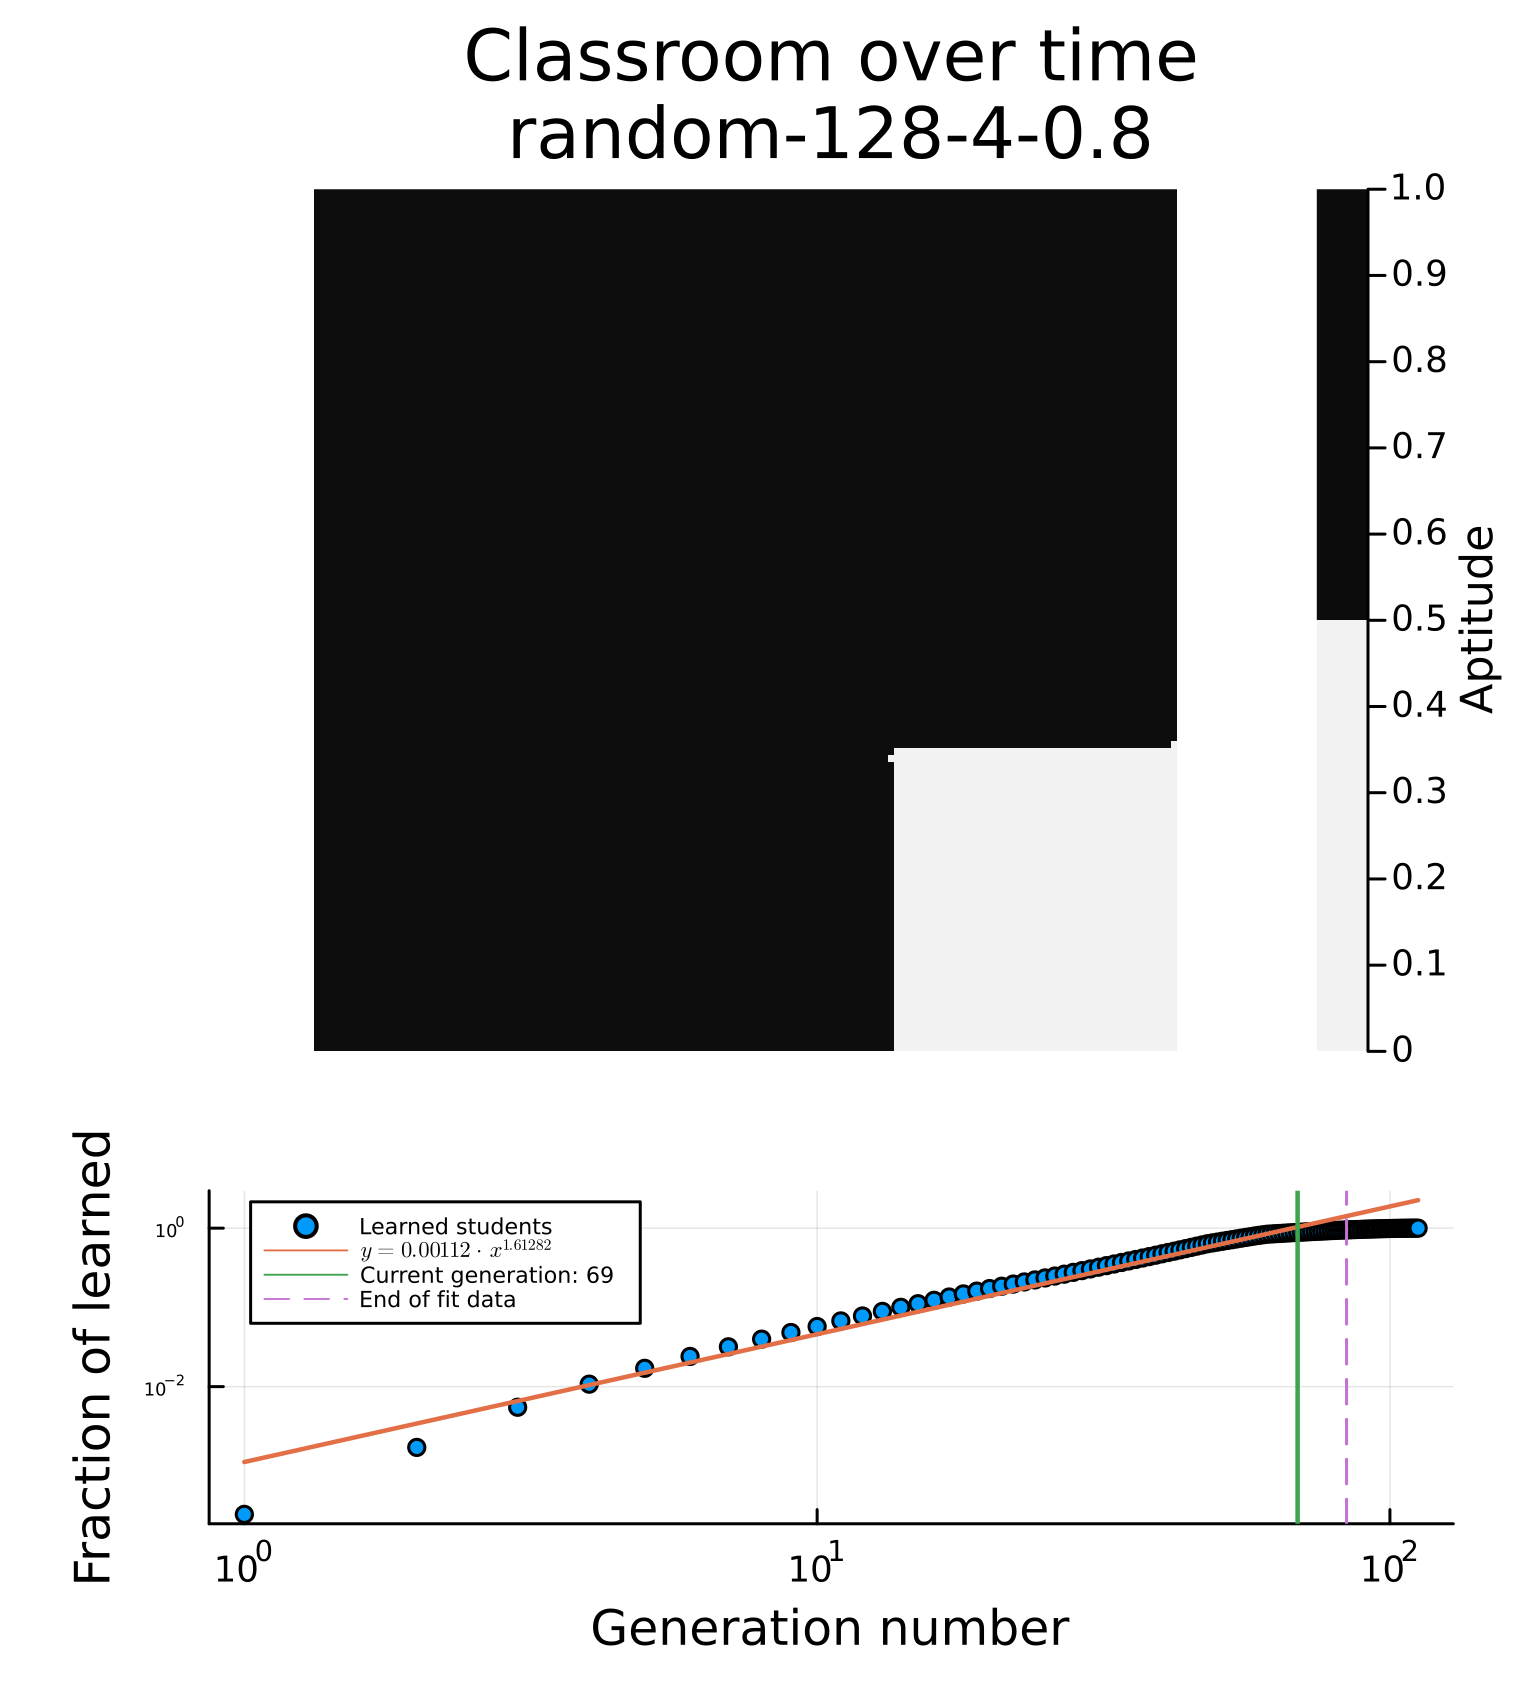 Classroom over time
random-128-4-0.8
1.0
0.9
0.8
0.7
0.6
0.5
0.4
0.3
0.2
0.1
0
Aptitude
Fraction of learned
10⁰
10⁻²
Learned students
y = 0.00112 · x^1.61282
Current generation: 69
End of fit data
10⁰
10¹
10²
Generation number